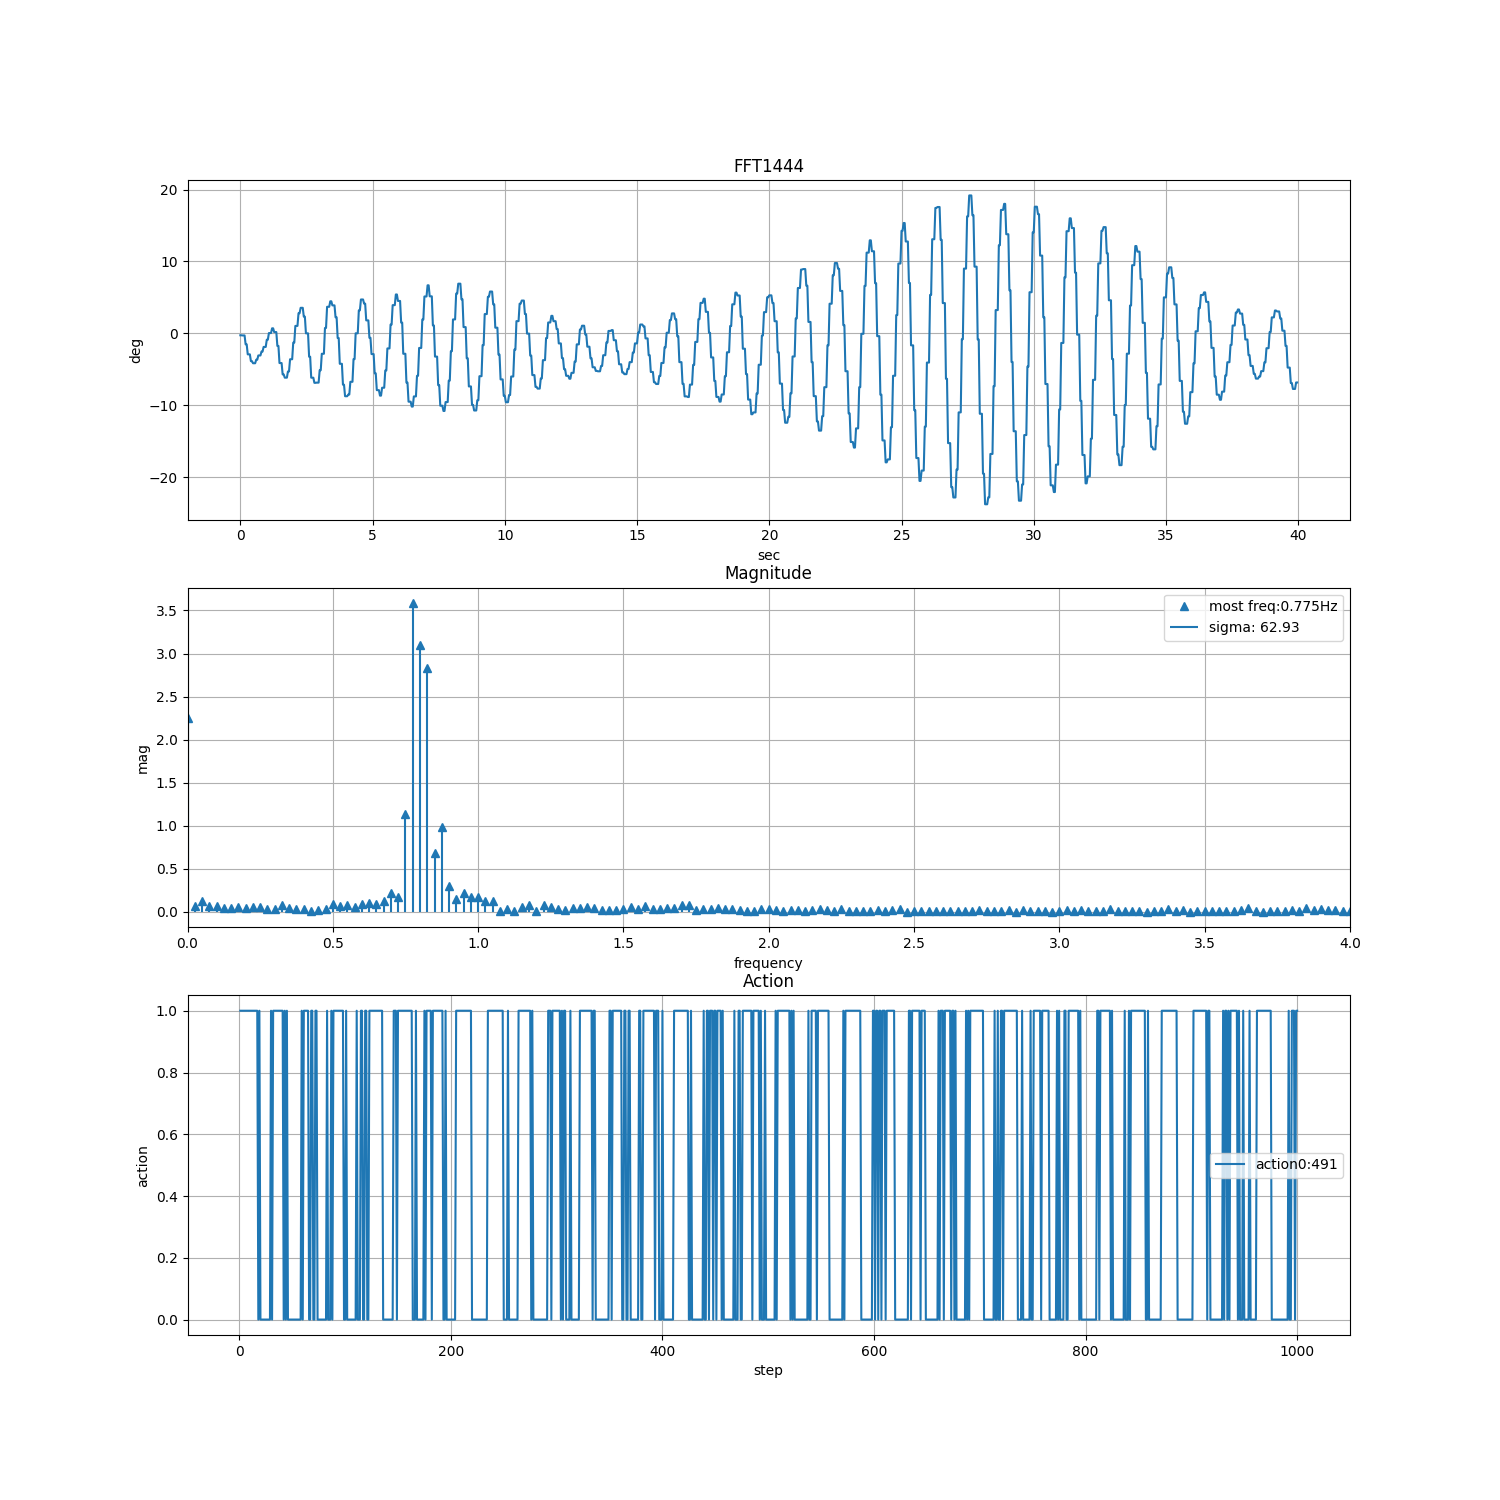 FFT1444
20
10
0
−10
−20
deg
0 5 10 15 20 25 30 35 40
sec
Magnitude
3.5
3.0
2.5
2.0
1.5
1.0
0.5
0.0
mag
most freq:0.775Hz
sigma: 62.93
0.0 0.5 1.0 1.5 2.0 2.5 3.0 3.5 4.0
frequency
Action
1.0
0.8
0.6
0.4
0.2
0.0
action
action0:491
0 200 400 600 800 1000
step